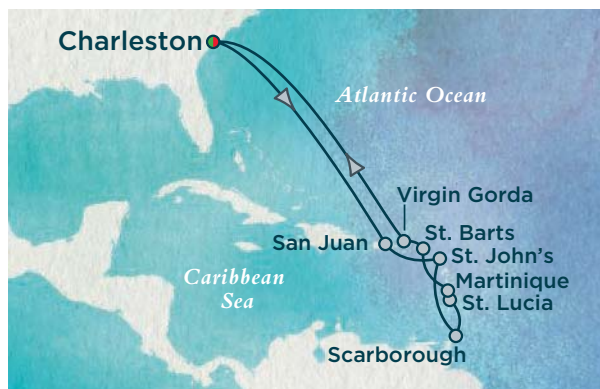 Charleston
Atlantic Ocean
Virgin Gorda
St. Barts
San Juan
St. John's
Caribbean
Sea
Martinique
St. Lucia
Scarborough